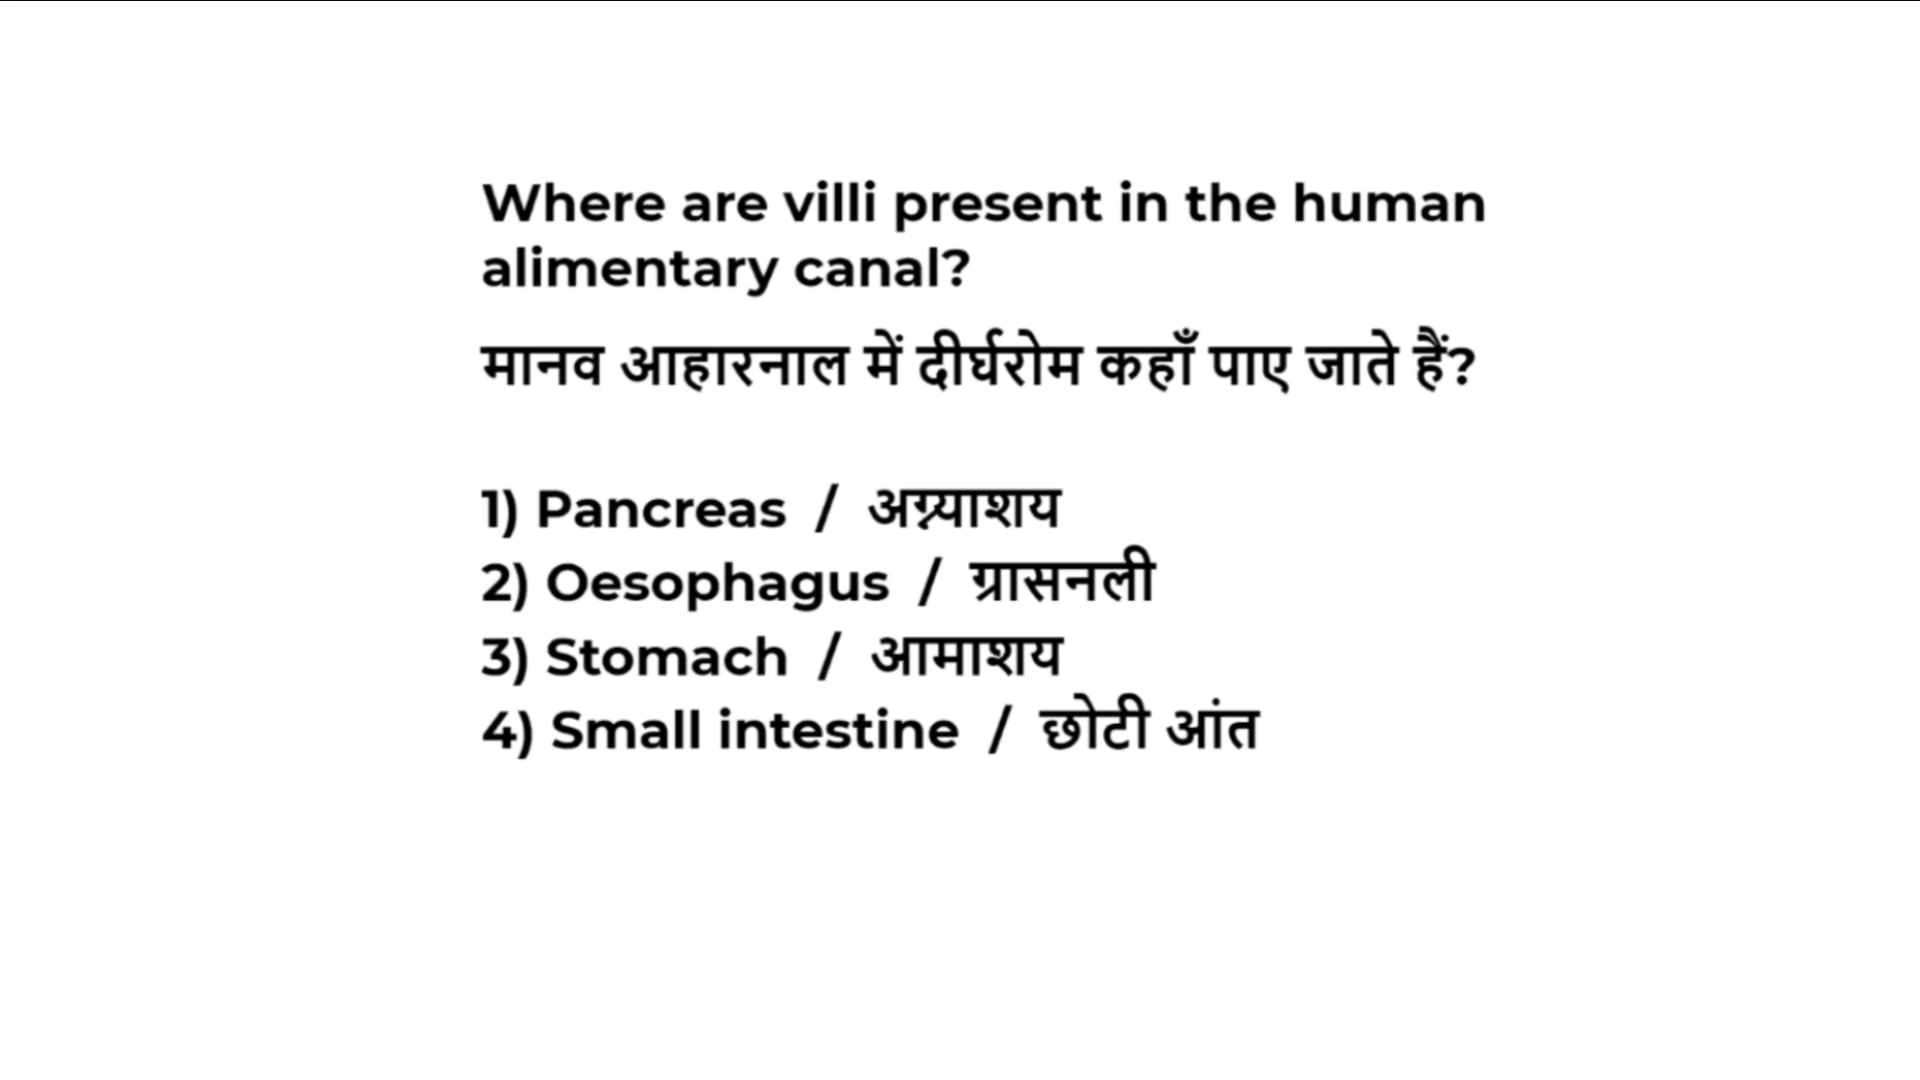 Where are villi present in the human
alimentary canal?
मानव आहारनाल में दीर्घरोम कहाँ पाए जाते हैं?
1) Pancreas / अग्न्याशय
2) Oesophagus / ग्रासनली
3) Stomach / आमाशय
4) Small intestine / छोटी आंत